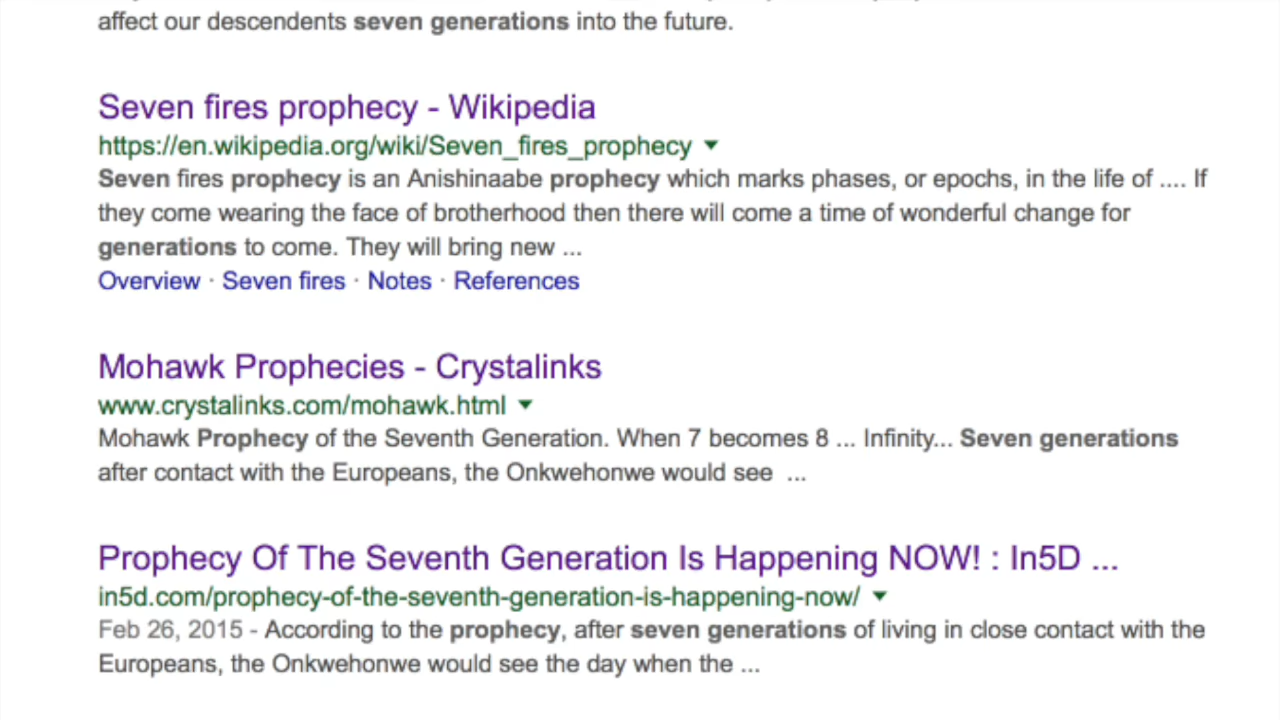 affect our descendents seven generations into the future.
Seven fires prophecy - Wikipedia
https://en.wikipedia.org/wiki/Seven_fires_prophecy ▼
Seven fires prophecy is an Anishinaabe prophecy which marks phases, or epochs, in the life of .... If
they come wearing the face of brotherhood then there will come a time of wonderful change for
generations to come. They will bring new ...
Overview · Seven fires · Notes · References
Mohawk Prophecies - Crystalinks
www.crystalinks.com/mohawk.html ▼
Mohawk Prophecy of the Seventh Generation. When 7 becomes 8 ... Infinity... Seven generations
after contact with the Europeans, the Onkwehonwe would see ...
Prophecy Of The Seventh Generation Is Happening NOW! : In5D ...
in5d.com/prophecy-of-the-seventh-generation-is-happening-now/ ▼
Feb 26, 2015 - According to the prophecy, after seven generations of living in close contact with the
Europeans, the Onkwehonwe would see the day when the ...